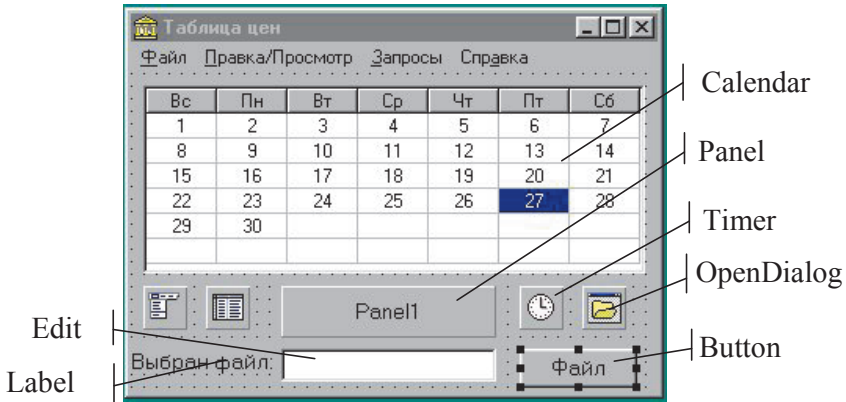 Таблица цен
Файл Правка/Просмотр Запросы Справка
Вс Пн Вт Ср Чт Пт Сб
1 2 3 4 5 6 7
8 9 10 11 12 13 14
15 16 17 18 19 20 21
22 23 24 25 26 27 28
29 30
Panel1
Выбран файл:
Файл
Calendar
Panel
Timer
OpenDialog
Button
Edit
Label